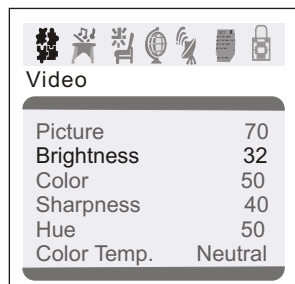 Video
Picture 70
Brightness 32
Color 50
Sharpness 40
Hue 50
Color Temp. Neutral